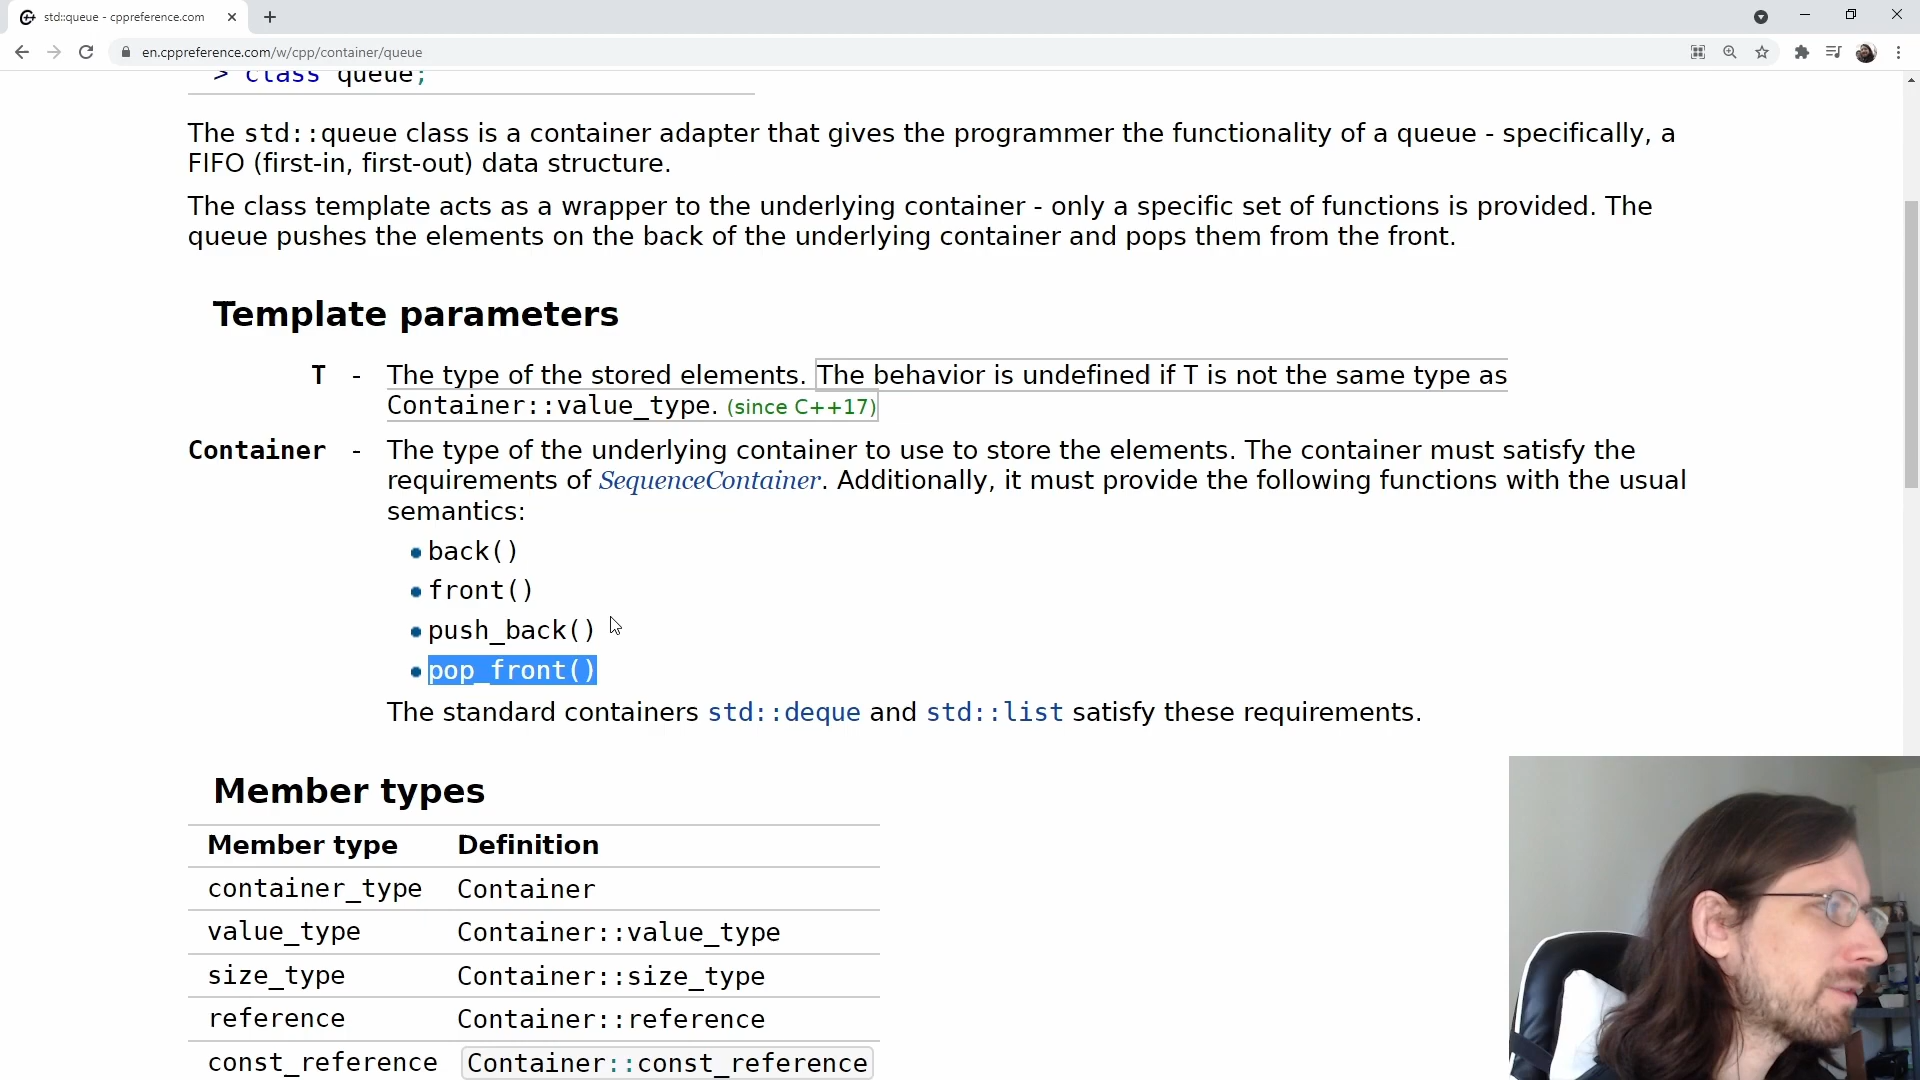 std::queue - cppreference.com
en.cppreference.com/w/cpp/container/queue
> class queue;
The std::queue class is a container adapter that gives the programmer the functionality of a queue - specifically, a
FIFO (first-in, first-out) data structure.
The class template acts as a wrapper to the underlying container - only a specific set of functions is provided. The
queue pushes the elements on the back of the underlying container and pops them from the front.
Template parameters
T - The type of the stored elements. The behavior is undefined if T is not the same type as
Container::value_type. (since C++17)
Container - The type of the underlying container to use to store the elements. The container must satisfy the
requirements of SequenceContainer. Additionally, it must provide the following functions with the usual
semantics:
back()
front()
push_back()
pop_front()
The standard containers std::deque and std::list satisfy these requirements.
Member types
Member type Definition
container_type Container
value_type Container::value_type
size_type Container::size_type
reference Container::reference
const_reference Container::const_reference